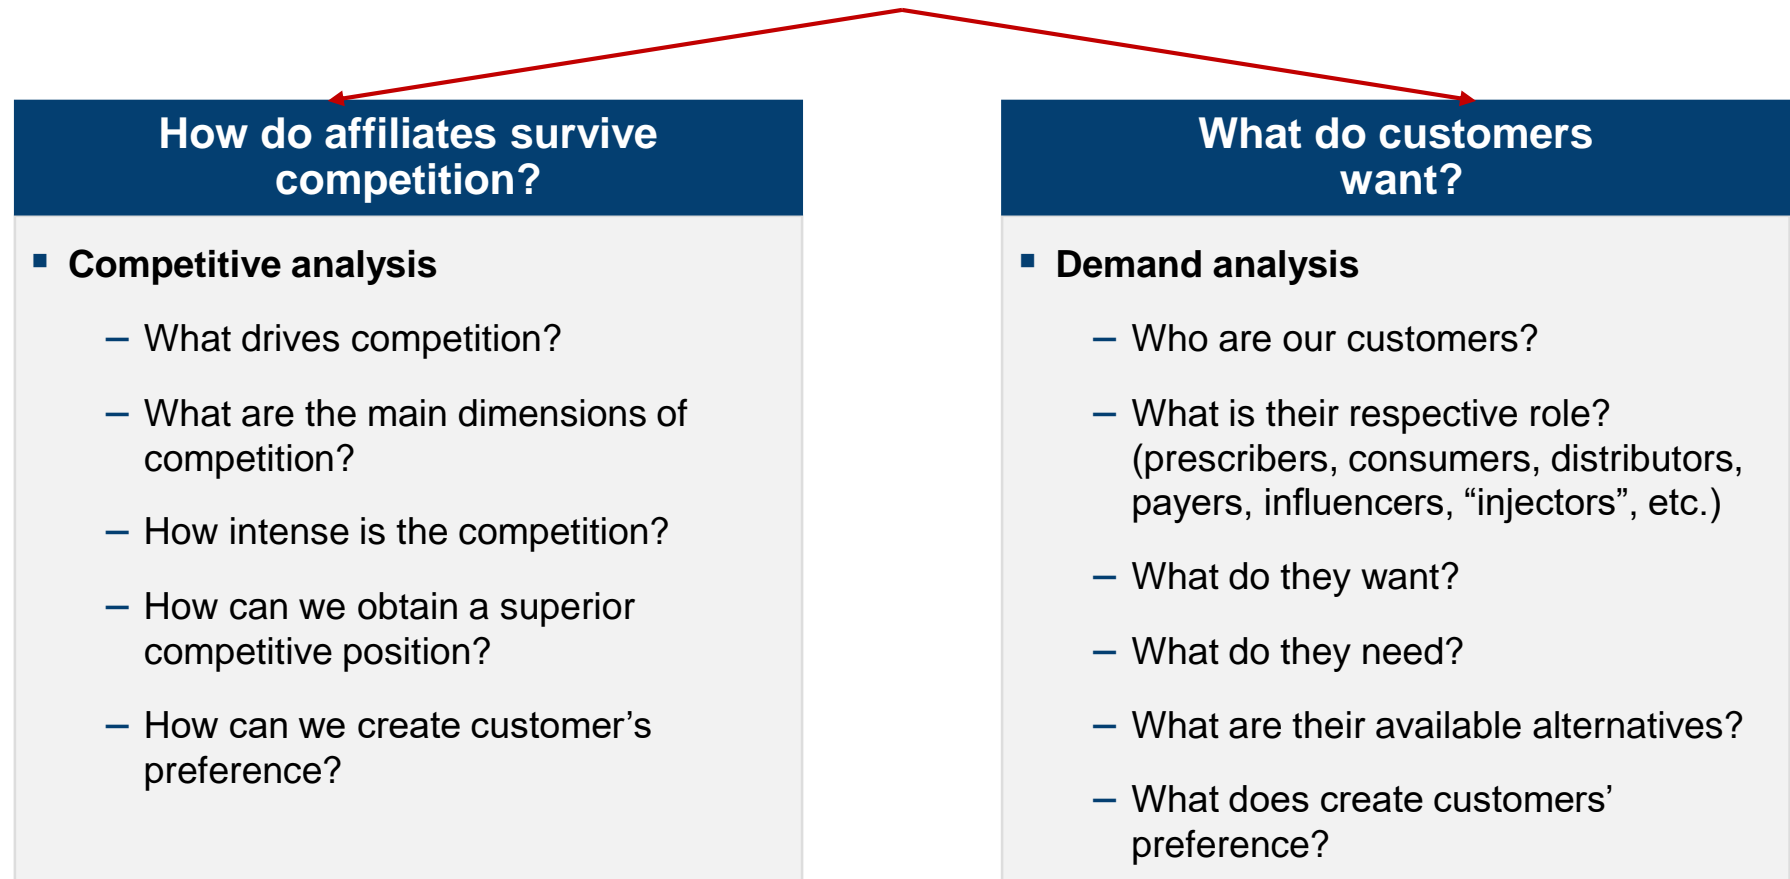 How do affiliates survive
competition?
▪ Competitive analysis
– What drives competition?
– What are the main dimensions of
competition?
– How intense is the competition?
– How can we obtain a superior
competitive position?
– How can we create customer’s
preference?
What do customers
want?
▪ Demand analysis
– Who are our customers?
– What is their respective role?
(prescribers, consumers, distributors,
payers, influencers, “injectors”, etc.)
– What do they want?
– What do they need?
– What are their available alternatives?
– What does create customers’
preference?